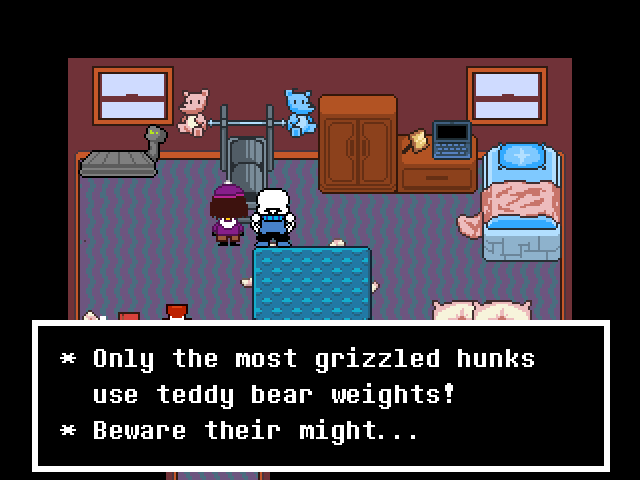 * Only the most grizzled hunks
use teddy bear weights!
* Beware their might...